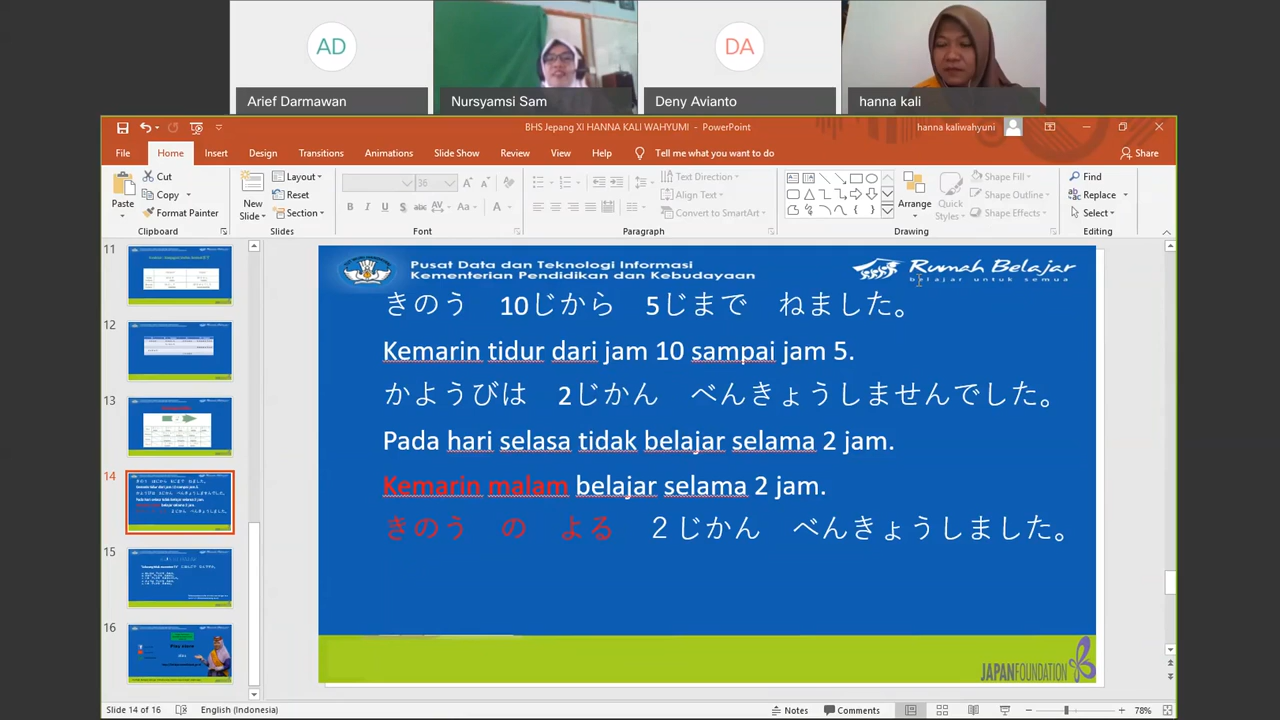 AD
DA
Arief Darmawan
Nursyamsi Sam
Deny Avianto
hanna kali
BHS Jepang XI HANNA KALI WAHYUMI - PowerPoint
hanna kaliwahyuni
File Home Insert Design Transitions Animations Slide Show Review View Help Tell me what you want to do Share
Paste
Cut
Copy
Format Painter
Clipboard
New Slide
Layout
Reset
Section
Slides
36
Font
Text Direction
Align Text
Convert to SmartArt
Paragraph
Arrange
Quick Styles
Shape Fill
Shape Outline
Shape Effects
Drawing
Find
Replace
Select
Editing
11
12
13
14
15
16
Pusat Data dan Teknologi Informasi
Kementerian Pendidikan dan Kebudayaan
Rumah Belajar
belajar untuk semua
きのう 10じから 5じまで ねました。
Kemarin tidur dari jam 10 sampai jam 5.
かようびは 2じかん べんきょうしませんでした。
Pada hari selasa tidak belajar selama 2 jam.
Kemarin malam belajar selama 2 jam.
きのう の よる ２じかん べんきょうしました。
JAPANFOUNDATION
Slide 14 of 16
English (Indonesia)
Notes
Comments
78%